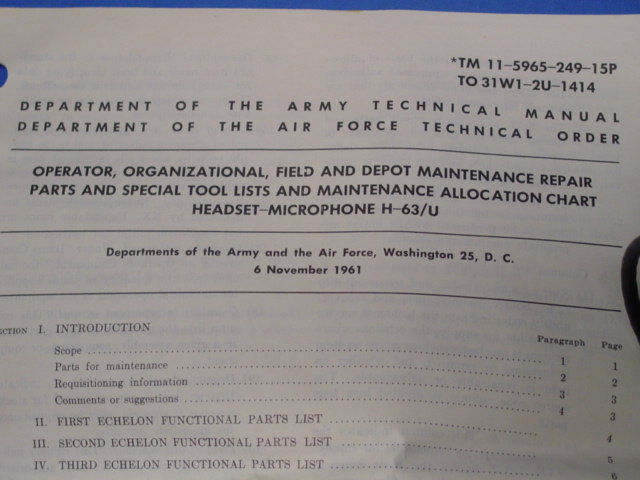 *TM 11-5965-249-15P
TO 31W1-2U-1414
DEPARTMENT OF THE ARMY TECHNICAL MANUAL
DEPARTMENT OF THE AIR FORCE TECHNICAL ORDER
OPERATOR, ORGANIZATIONAL, FIELD AND DEPOT MAINTENANCE REPAIR
PARTS AND SPECIAL TOOL LISTS AND MAINTENANCE ALLOCATION CHART
HEADSET-MICROPHONE H-63/U
Departments of the Army and the Air Force, Washington 25, D. C.
6 November 1961
Paragraph Page
ECTION I. INTRODUCTION
Scope 1 1
Parts for maintenance 2 2
Requisitioning information 3 3
Comments or suggestions 4 3
II. FIRST ECHELON FUNCTIONAL PARTS LIST 3
III. SECOND ECHELON FUNCTIONAL PARTS LIST 4
IV. THIRD ECHELON FUNCTIONAL PARTS LIST 5
6